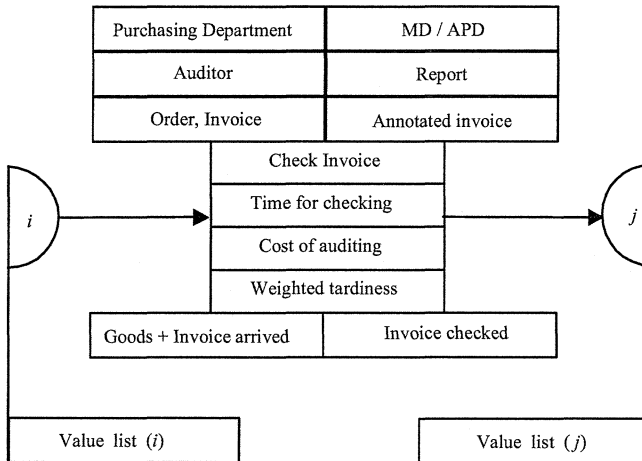 Purchasing Department MD / APD
Auditor Report
Order, Invoice Annotated invoice
Check Invoice
i Time for checking j
Cost of auditing
Weighted tardiness
Goods + Invoice arrived Invoice checked
Value list (i) Value list (j)